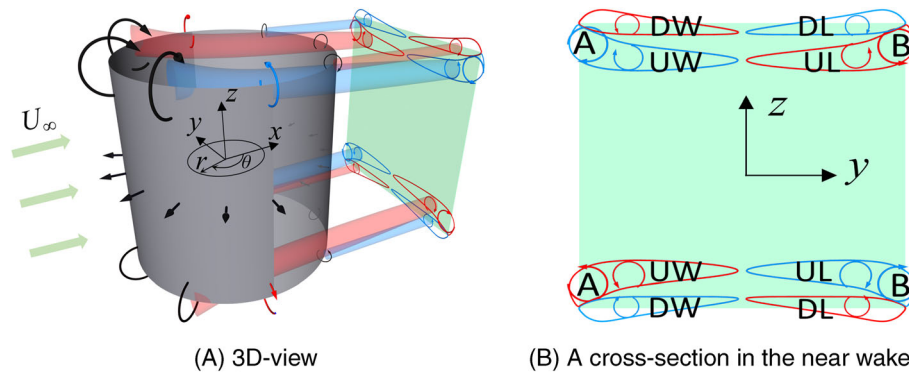 U∞
z
y
x
r
θ
(A) 3D-view
A
DW
DL
B
UW
UL
z
y
A
UW
UL
B
DW
DL
(B) A cross-section in the near wake